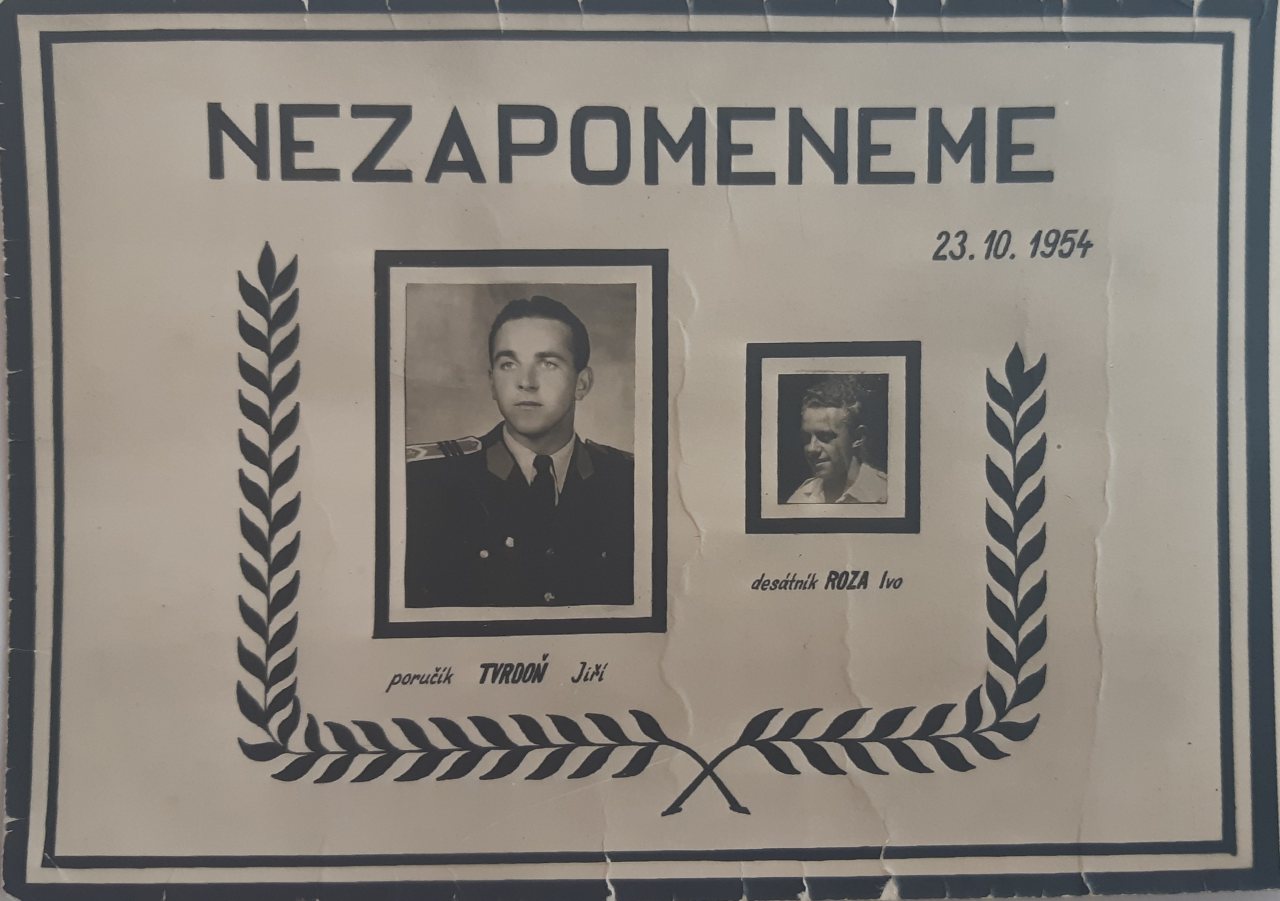 NEZAPOMENEME
23. 10. 1954
poručík TVRDOŇ Jiří
desátník ROZA Ivo